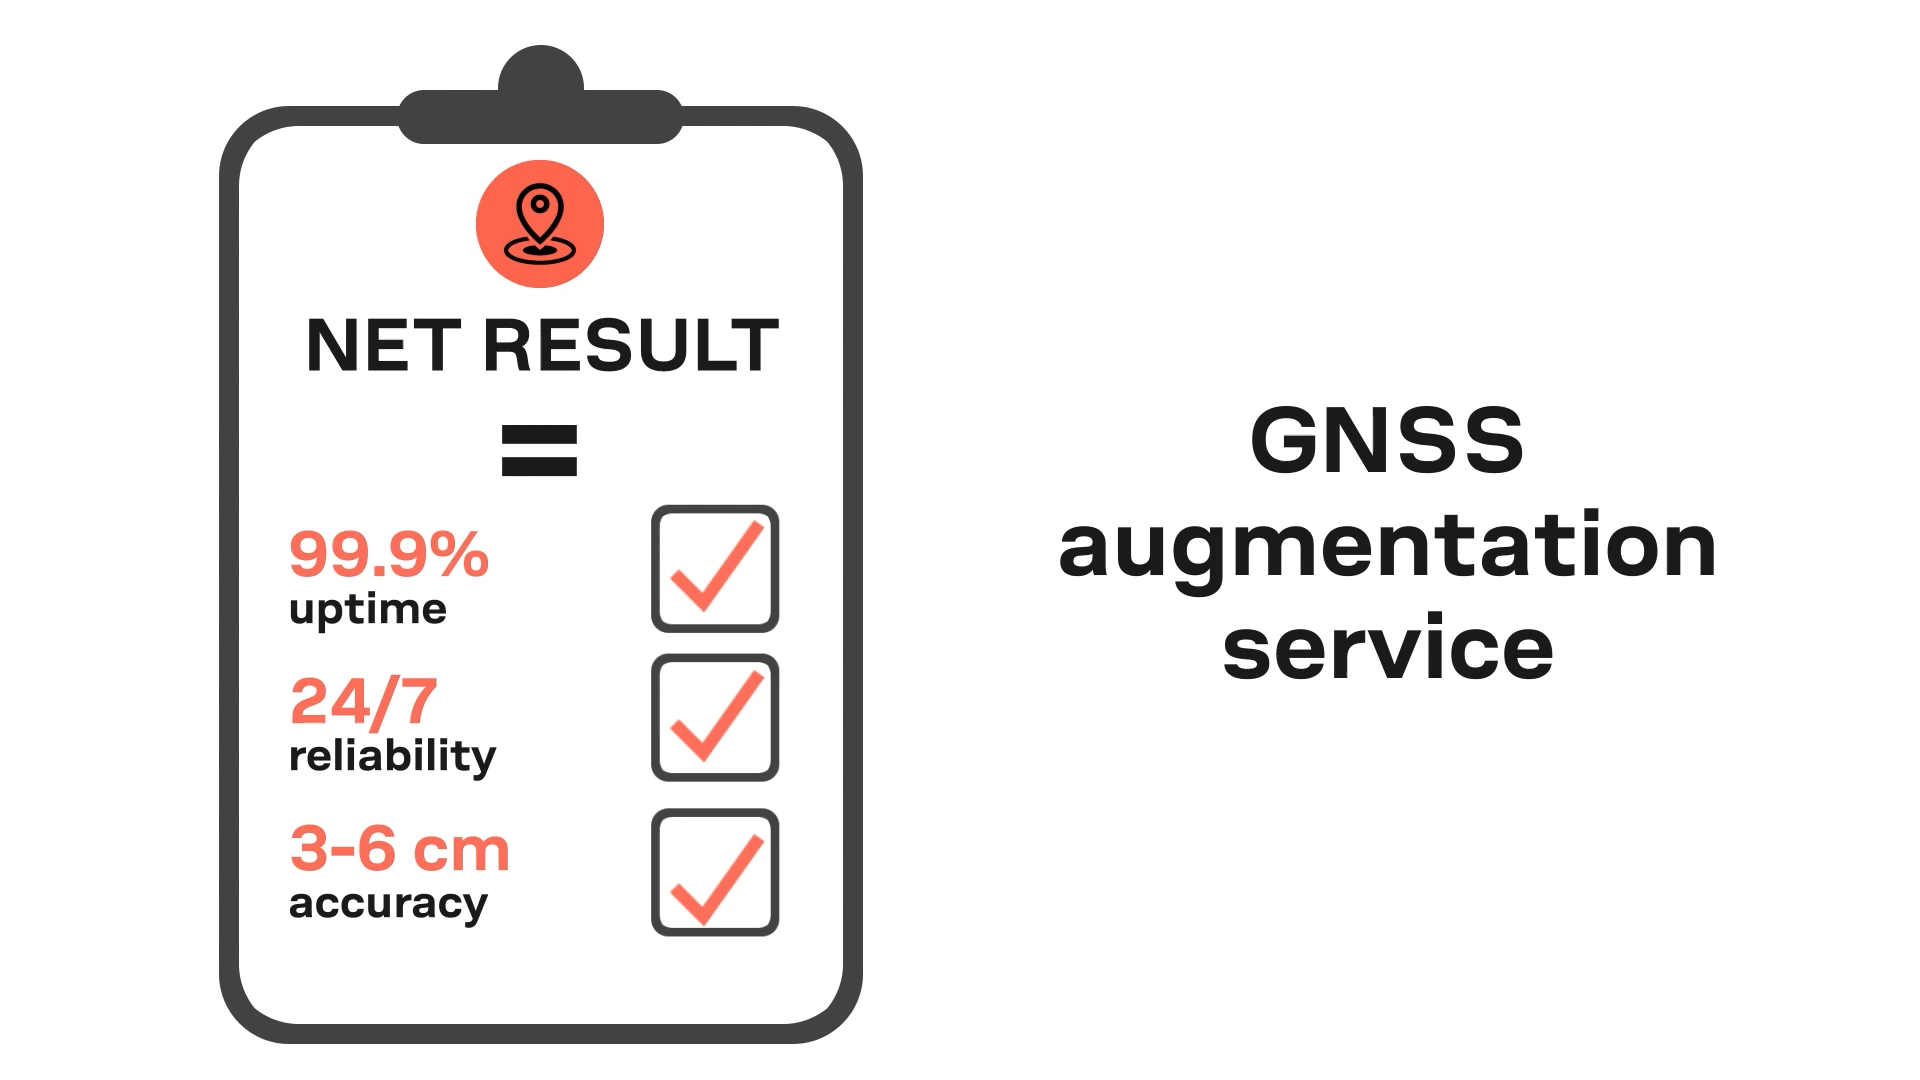 NET RESULT
=
99.9%
uptime
24/7
reliability
3-6 cm
accuracy
GNSS
augmentation
service